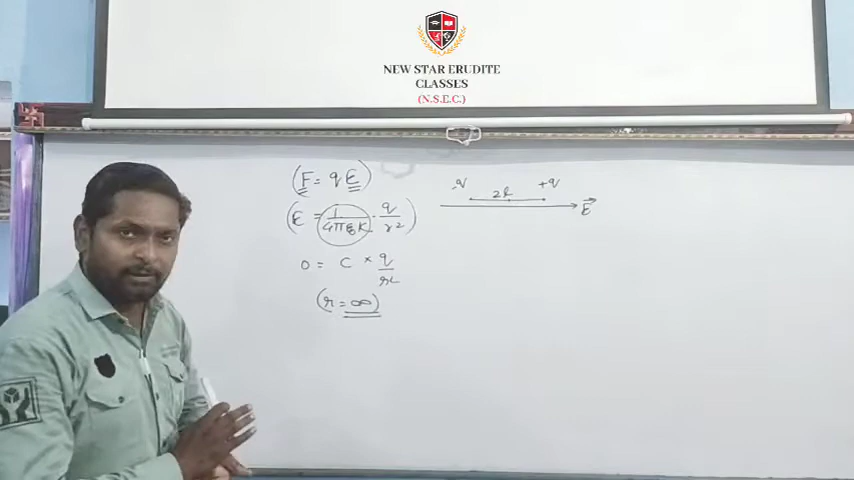 NEW STAR ERUDITE
CLASSES
(N.S.E.C.)
(F = qE)
(E = 1/4πε₀K · q/r²)
0 = C × q/r²
(r = ∞)
-q 2l +q
E⃗